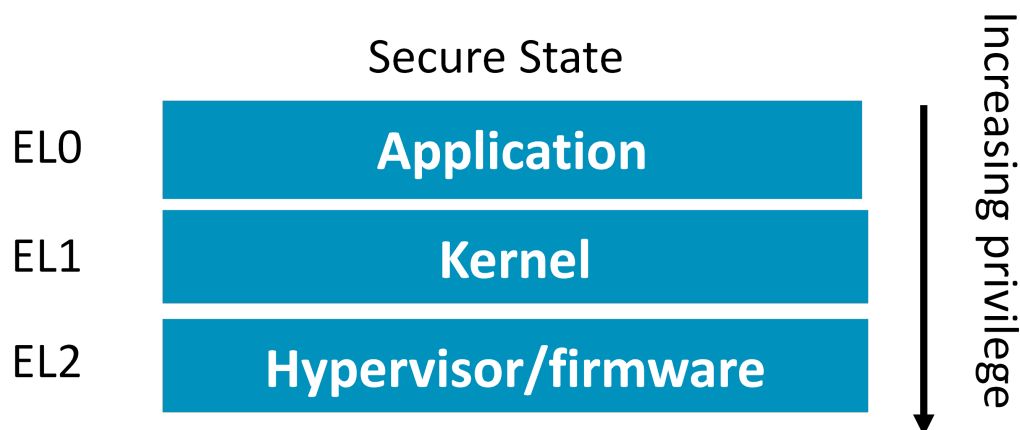 Secure State
EL0
Application
EL1
Kernel
EL2
Hypervisor/firmware
Increasing privilege